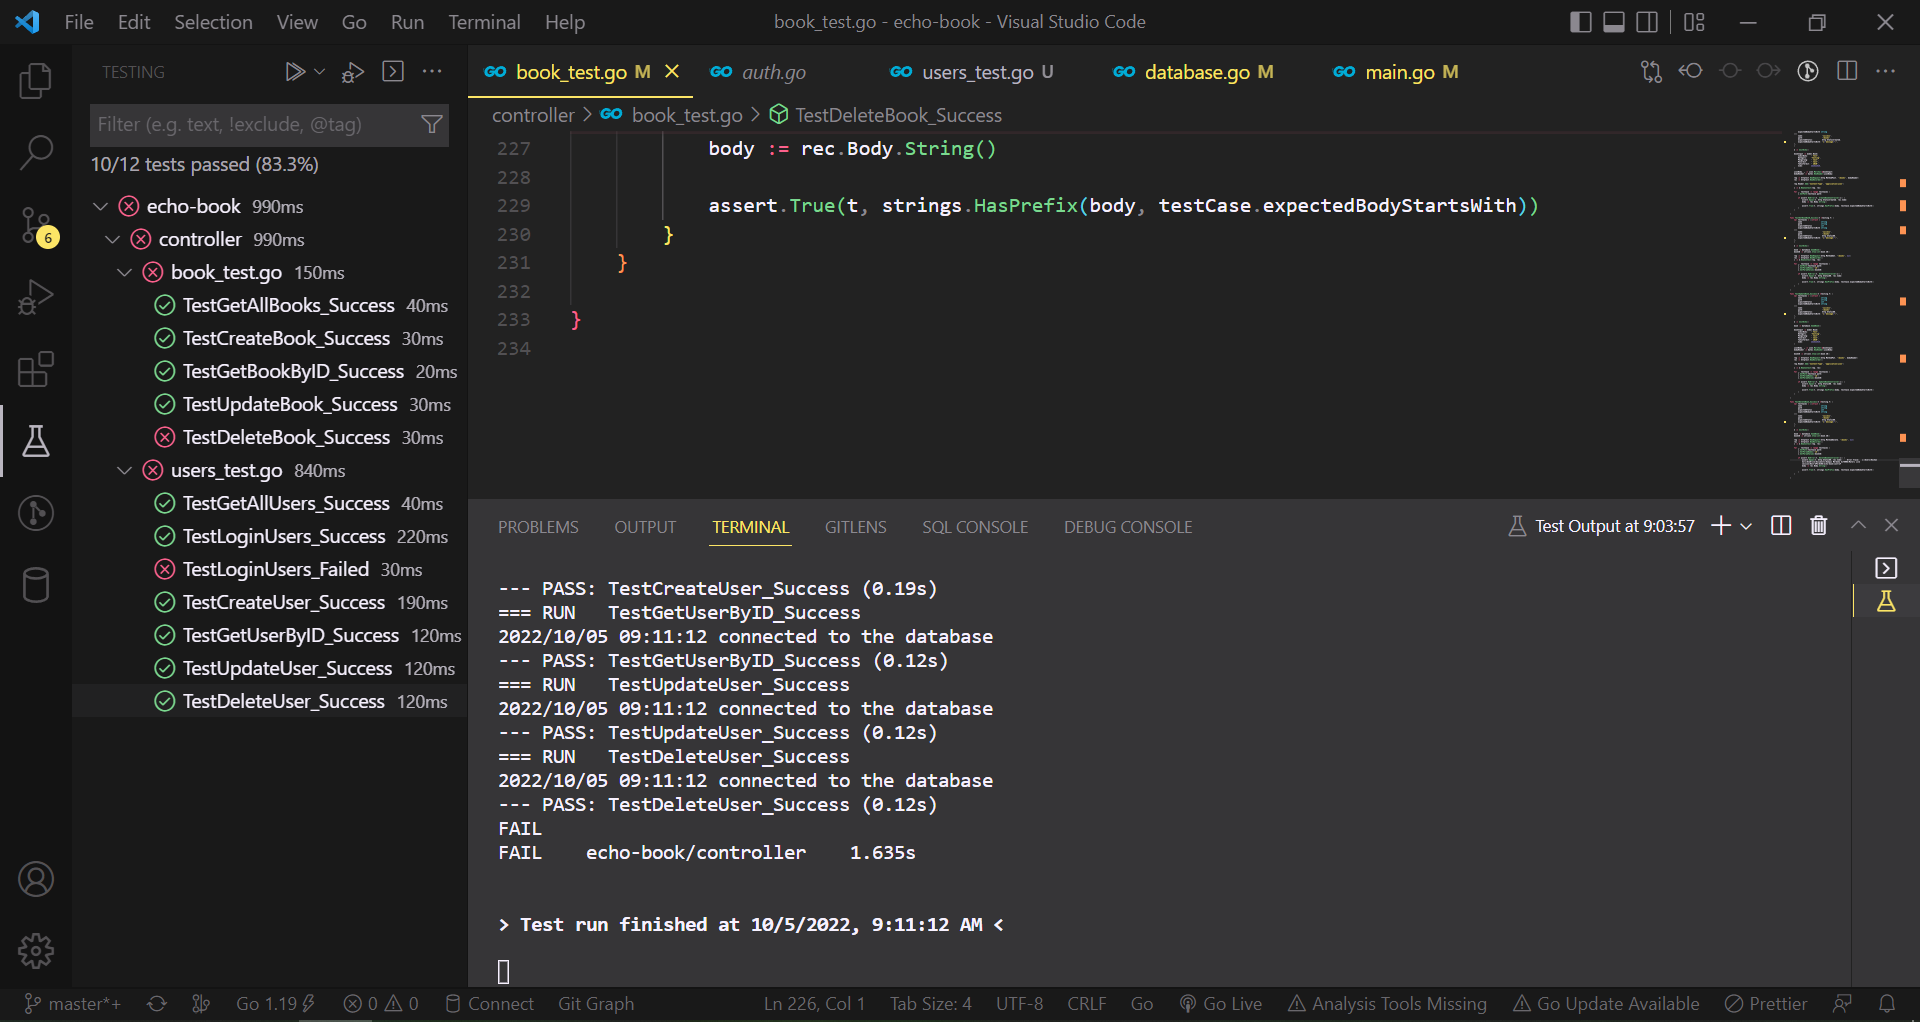 File Edit Selection View Go Run Terminal Help
book_test.go - echo-book - Visual Studio Code
TESTING
Filter (e.g. text, !exclude, @tag)
10/12 tests passed (83.3%)
echo-book 990ms
controller 990ms
book_test.go 150ms
TestGetAllBooks_Success 40ms
TestCreateBook_Success 30ms
TestGetBookByID_Success 20ms
TestUpdateBook_Success 30ms
TestDeleteBook_Success 30ms
users_test.go 840ms
TestGetAllUsers_Success 40ms
TestLoginUsers_Success 220ms
TestLoginUsers_Failed 30ms
TestCreateUser_Success 190ms
TestGetUserByID_Success 120ms
TestUpdateUser_Success 120ms
TestDeleteUser_Success 120ms
6
GO book_test.go M GO auth.go GO users_test.go U GO database.go M GO main.go M
controller > GO book_test.go > TestDeleteBook_Success
227 body := rec.Body.String()
228
229 assert.True(t, strings.HasPrefix(body, testCase.expectedBodyStartsWith))
230 }
231 }
232
233 }
234
PROBLEMS OUTPUT TERMINAL GITLENS SQL CONSOLE DEBUG CONSOLE
Test Output at 9:03:57
--- PASS: TestCreateUser_Success (0.19s)
=== RUN   TestGetUserByID_Success
2022/10/05 09:11:12 connected to the database
--- PASS: TestGetUserByID_Success (0.12s)
=== RUN   TestUpdateUser_Success
2022/10/05 09:11:12 connected to the database
--- PASS: TestUpdateUser_Success (0.12s)
=== RUN   TestDeleteUser_Success
2022/10/05 09:11:12 connected to the database
--- PASS: TestDeleteUser_Success (0.12s)
FAIL
FAIL    echo-book/controller    1.635s
> Test run finished at 10/5/2022, 9:11:12 AM <
master*+ Go 1.19 0 0 Connect Git Graph Ln 226, Col 1 Tab Size: 4 UTF-8 CRLF Go Go Live Analysis Tools Missing Go Update Available Prettier